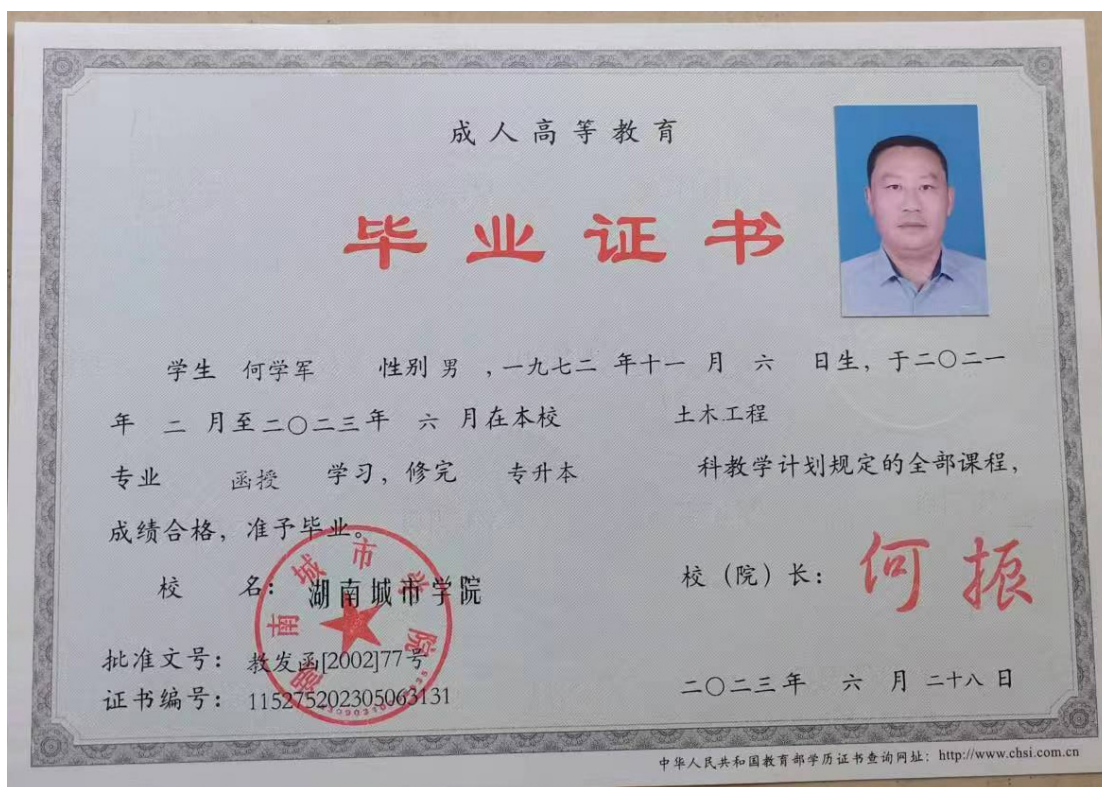 成人高等教育
毕业证书
学生 何学军 性别 男 ,一九七二 年十一 月 六 日生，于二〇二一
年 二 月至二〇二三年 六 月在本校 土木工程
专业 函授 学习，修完 专升本 科教学计划规定的全部课程，
成绩合格，准予毕业。
校 名： 湖南城市学院
湖南城市学院
校（院）长： 何振
批准文号： 教发函[2002]77号
证书编号： 115275202305063131
二〇二三年 六 月 二十八 日
中华人民共和国教育部学历证书查询网址：http://www.chsi.com.cn